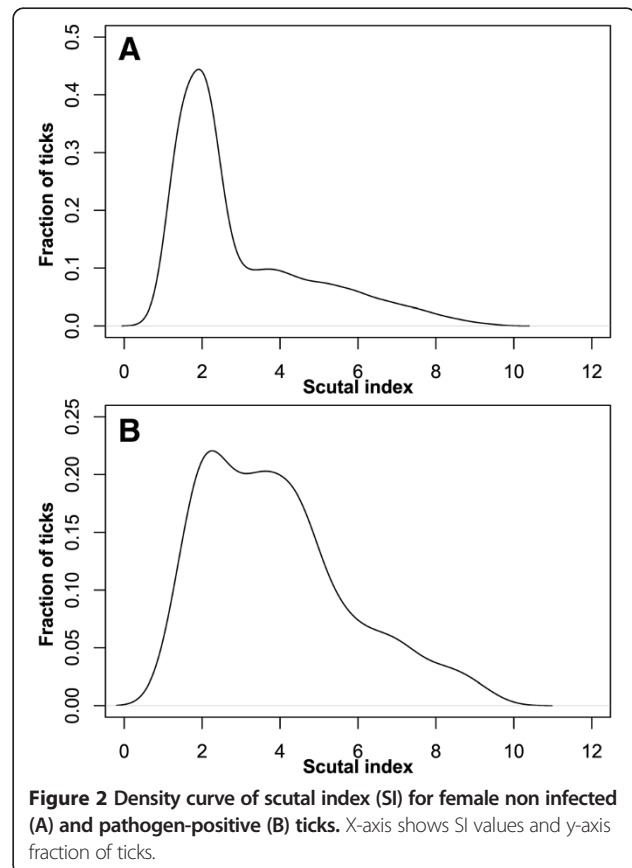 A
Fraction of ticks
0.5
0.4
0.3
0.2
0.1
0.0
0 2 4 6 8 10 12
Scutal index
B
Fraction of ticks
0.25
0.20
0.15
0.10
0.05
0.00
0 2 4 6 8 10 12
Scutal index
Figure 2 Density curve of scutal index (SI) for female non infected
(A) and pathogen-positive (B) ticks. X-axis shows SI values and y-axis
fraction of ticks.